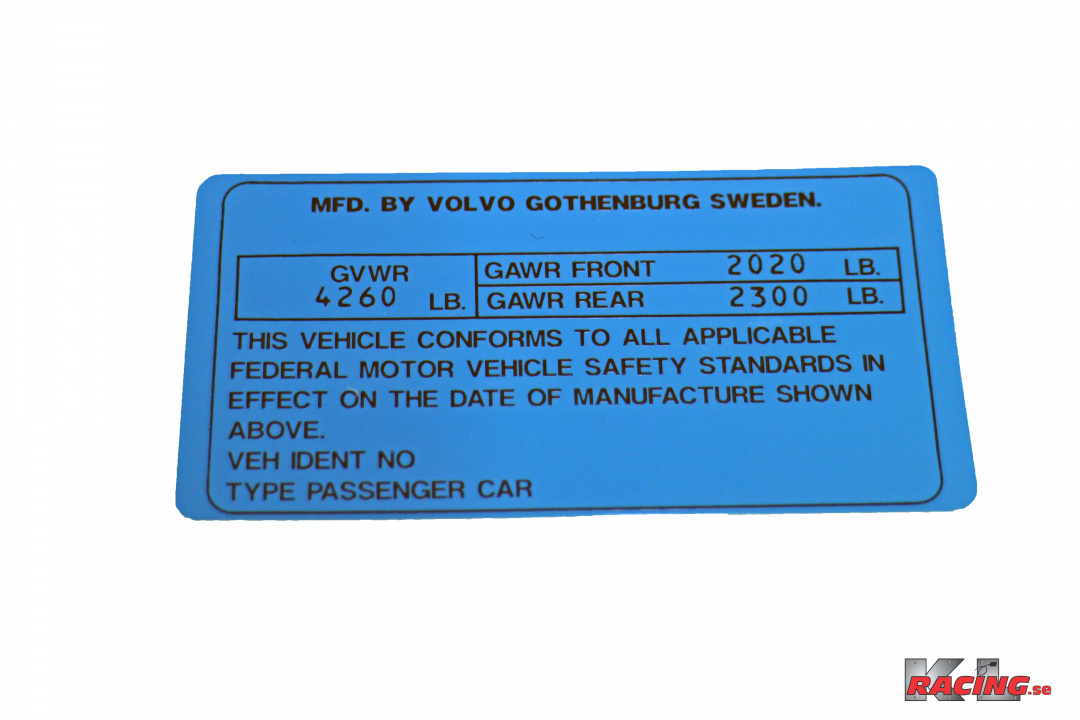 MFD. BY VOLVO GOTHENBURG SWEDEN.
GVWR
4260 LB.
GAWR FRONT 2020 LB.
GAWR REAR 2300 LB.
THIS VEHICLE CONFORMS TO ALL APPLICABLE
FEDERAL MOTOR VEHICLE SAFETY STANDARDS IN
EFFECT ON THE DATE OF MANUFACTURE SHOWN
ABOVE.
VEH IDENT NO
TYPE PASSENGER CAR
KL
RACING.se